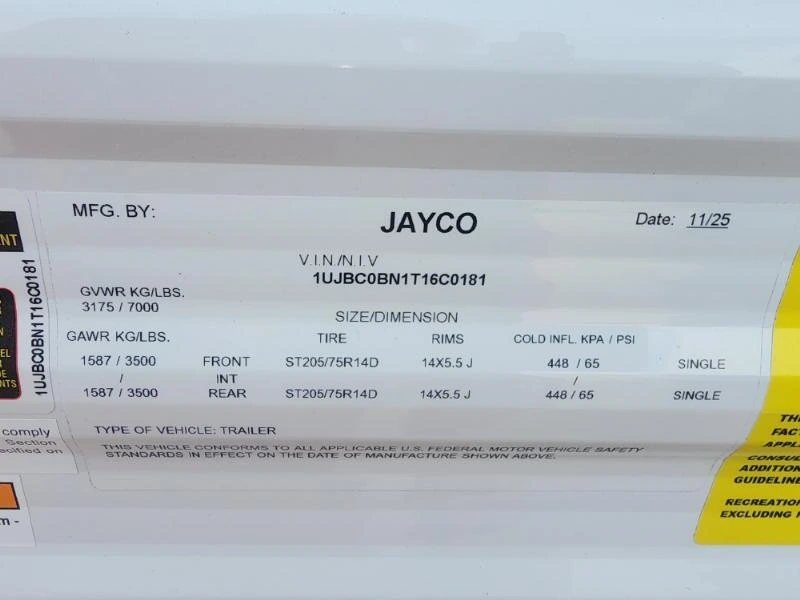 MFG. BY: JAYCO Date: 11/25
V.I.N./N.I.V
1UJBC0BN1T16C0181
GVWR KG/LBS.
3175 / 7000
SIZE/DIMENSION
GAWR KG/LBS. TIRE RIMS COLD INFL. KPA / PSI
1587 / 3500 FRONT ST205/75R14D 14X5.5 J 448 / 65 SINGLE
/ INT /
1587 / 3500 REAR ST205/75R14D 14X5.5 J 448 / 65 SINGLE
TYPE OF VEHICLE: TRAILER
THIS VEHICLE CONFORMS TO ALL APPLICABLE U.S. FEDERAL MOTOR VEHICLE SAFETY
STANDARDS IN EFFECT ON THE DATE OF MANUFACTURE SHOWN ABOVE.
1UJBC0BN1T16C0181
comply
Section
ADDITION
GUIDELINE
RECREATION
EXCLUDING